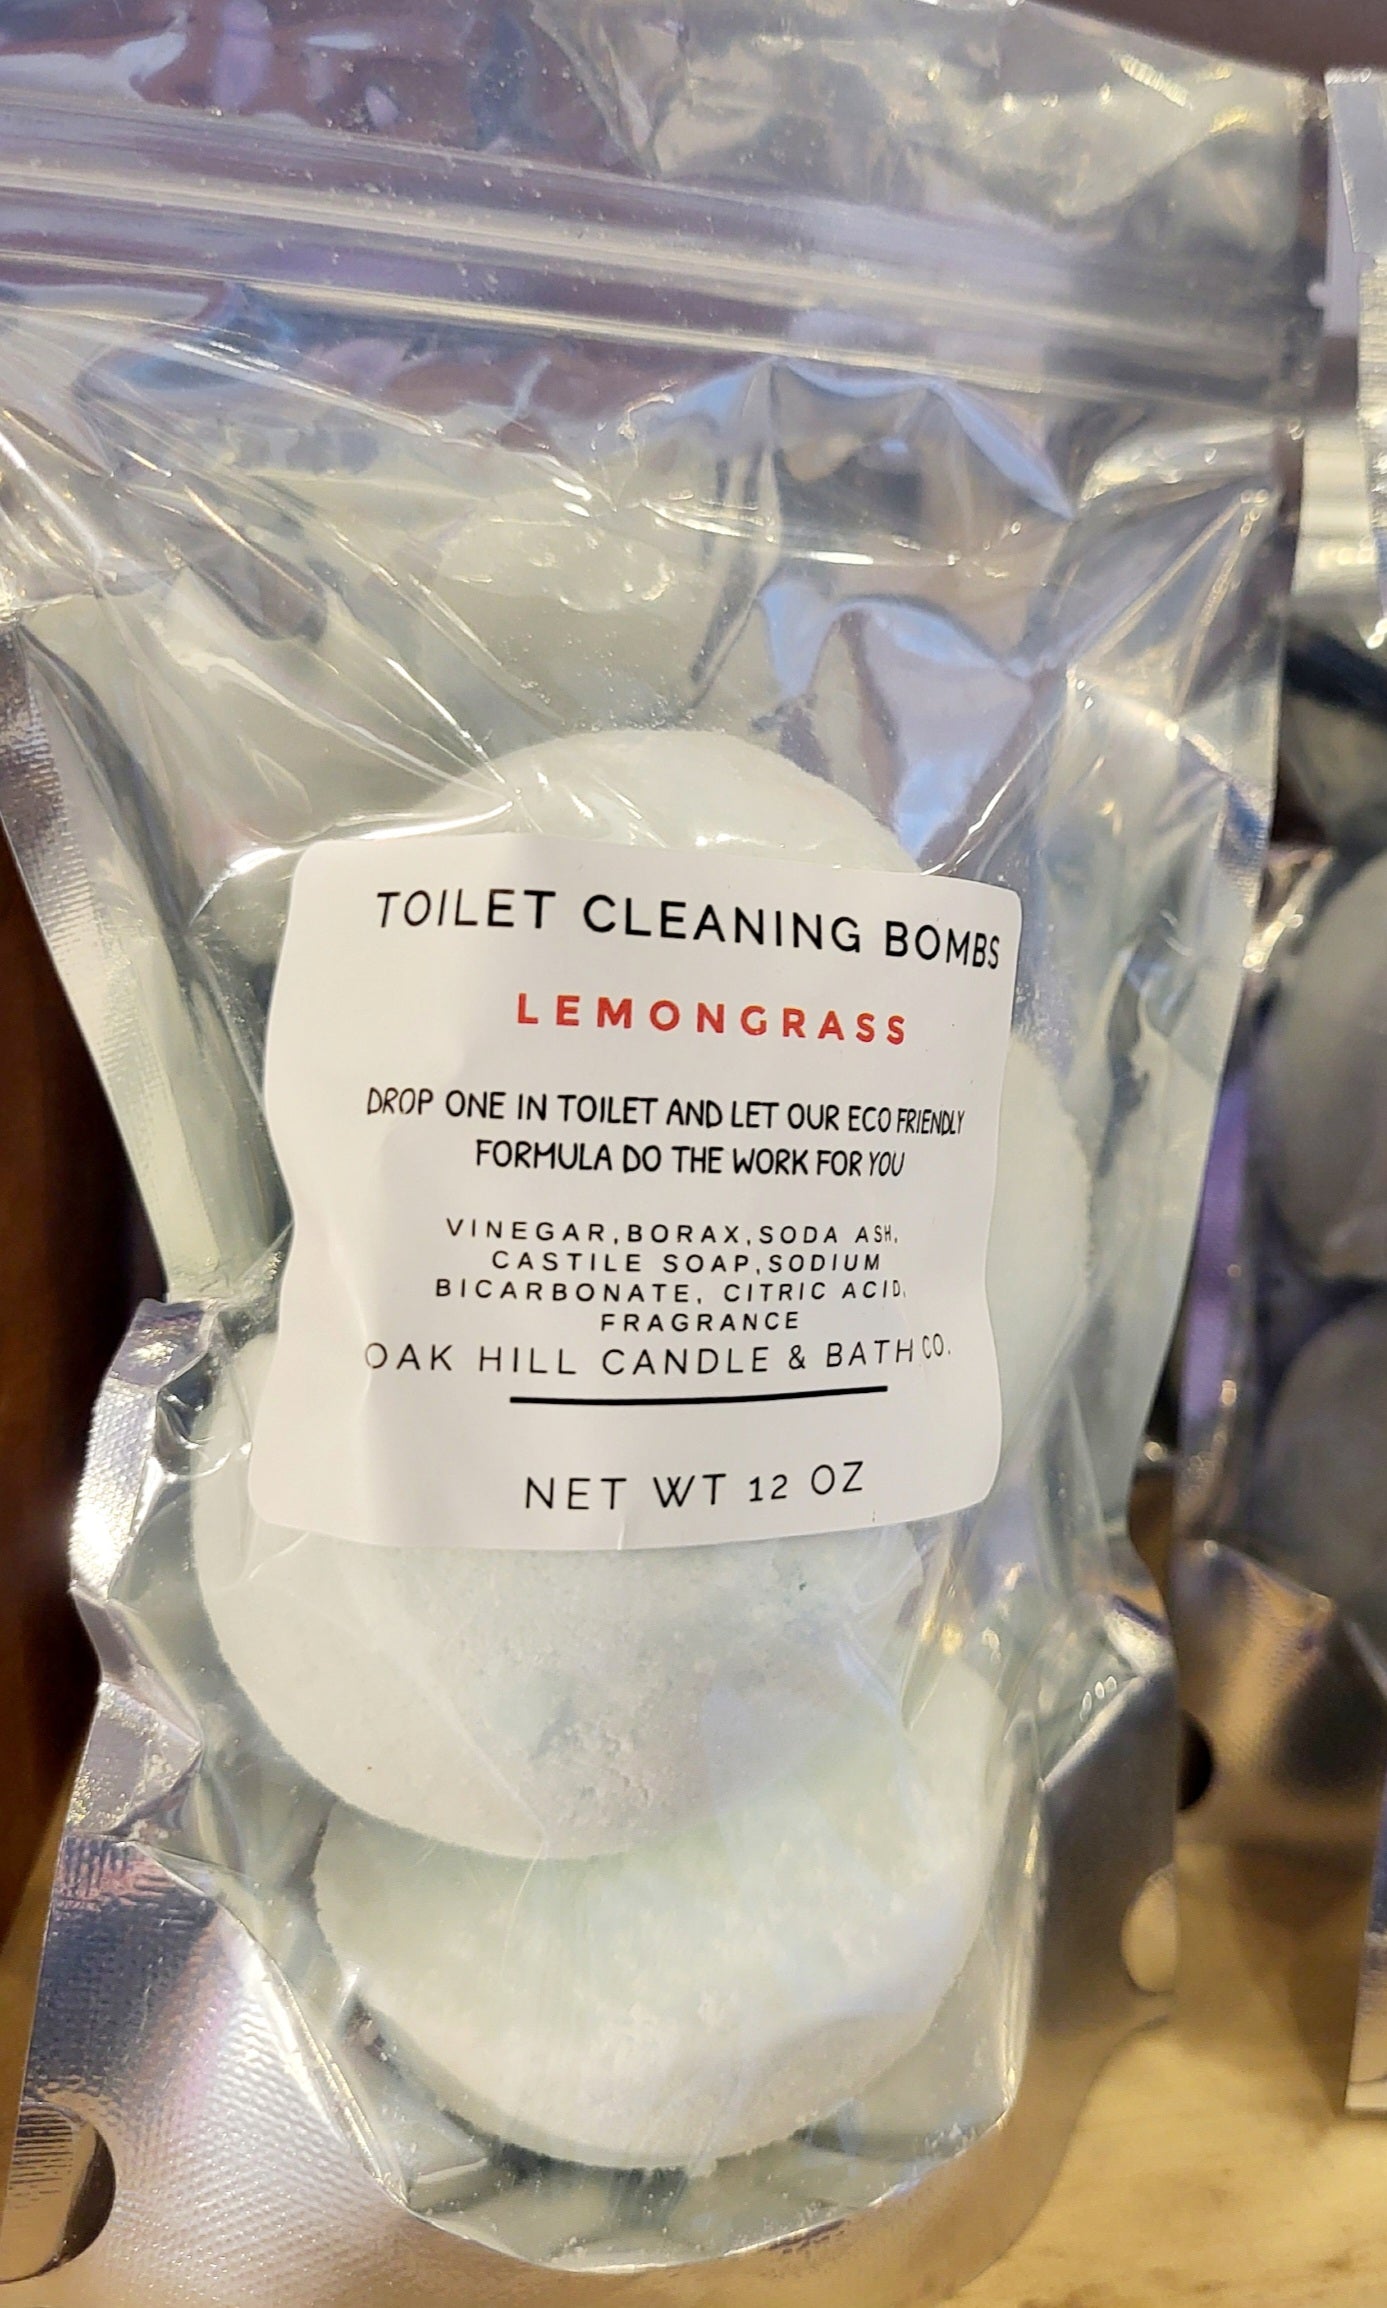 TOILET CLEANING BOMBS
LEMONGRASS
DROP ONE IN TOILET AND LET OUR ECO FRIENDLY
FORMULA DO THE WORK FOR YOU
VINEGAR,BORAX,SODA ASH,
CASTILE SOAP,SODIUM
BICARBONATE, CITRIC ACID,
FRAGRANCE
OAK HILL CANDLE & BATH CO.
NET WT 12 OZ